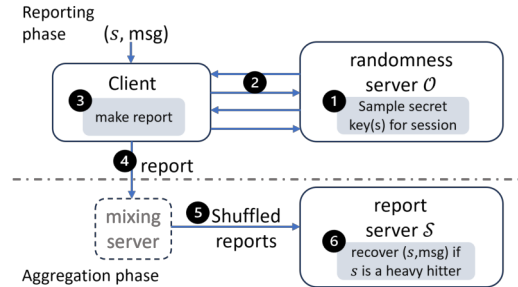 Reporting
phase
(s, msg)
Client
3
make report
2
randomness
server O
1
Sample secret
key(s) for session
4 report
mixing
server
5 Shuffled
reports
report
server S
6
recover (s,msg) if
s is a heavy hitter
Aggregation phase